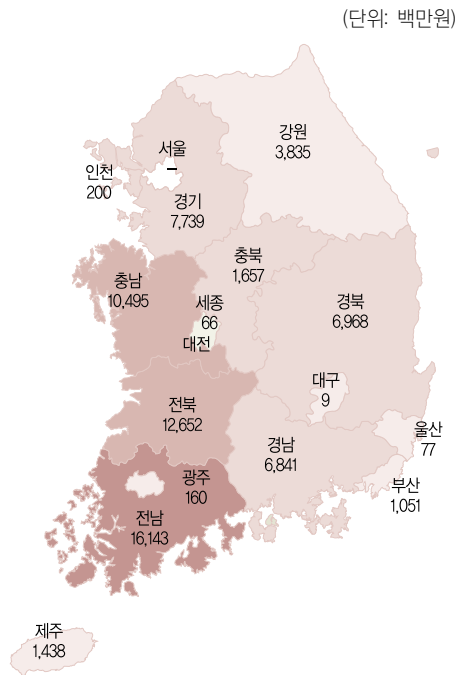 (단위: 백만원)
강원
3,835
서울
-
인천
200
경기
7,739
충북
1,657
충남
10,495
세종
66
대전
경북
6,968
대구
9
전북
12,652
울산
77
경남
6,841
부산
1,051
광주
160
전남
16,143
제주
1,438